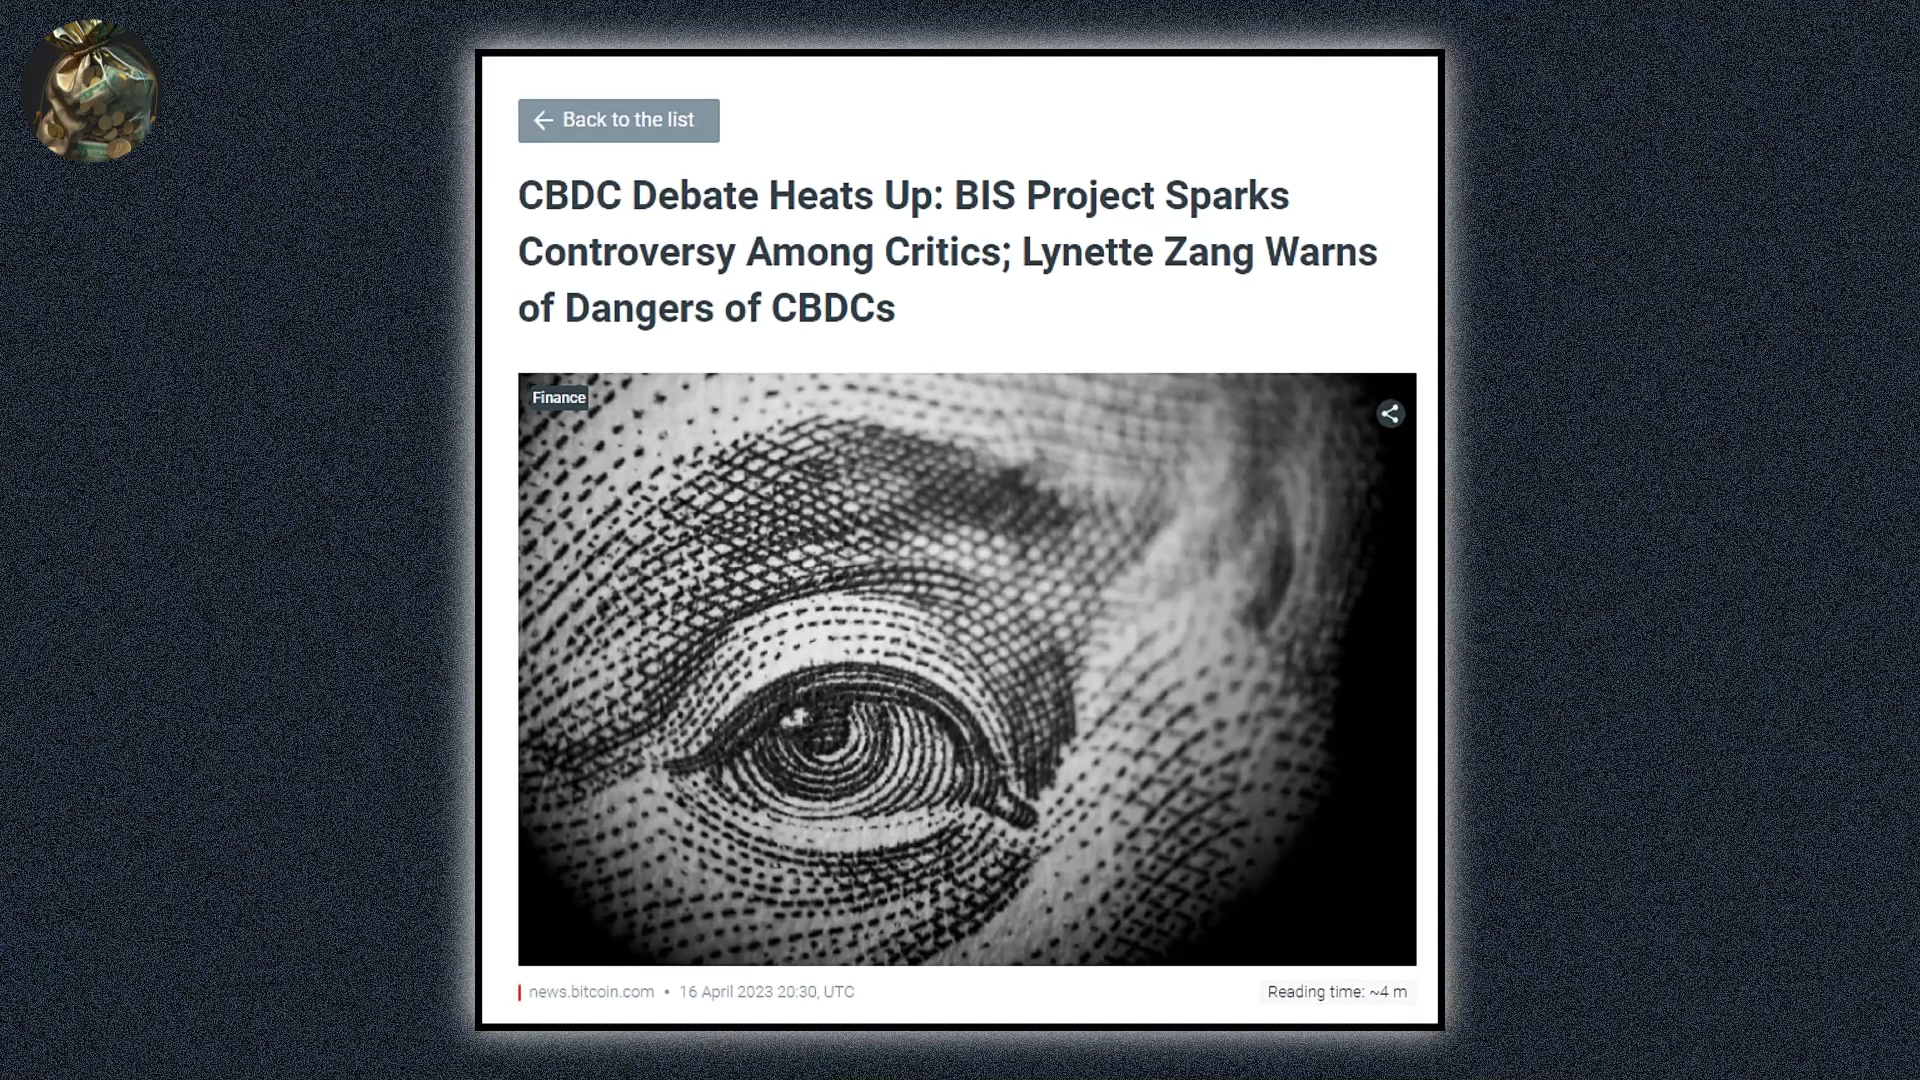 Back to the list
CBDC Debate Heats Up: BIS Project Sparks
Controversy Among Critics; Lynette Zang Warns
of Dangers of CBDCs
Finance
news.bitcoin.com • 16 April 2023 20:30, UTC
Reading time: ~4 m